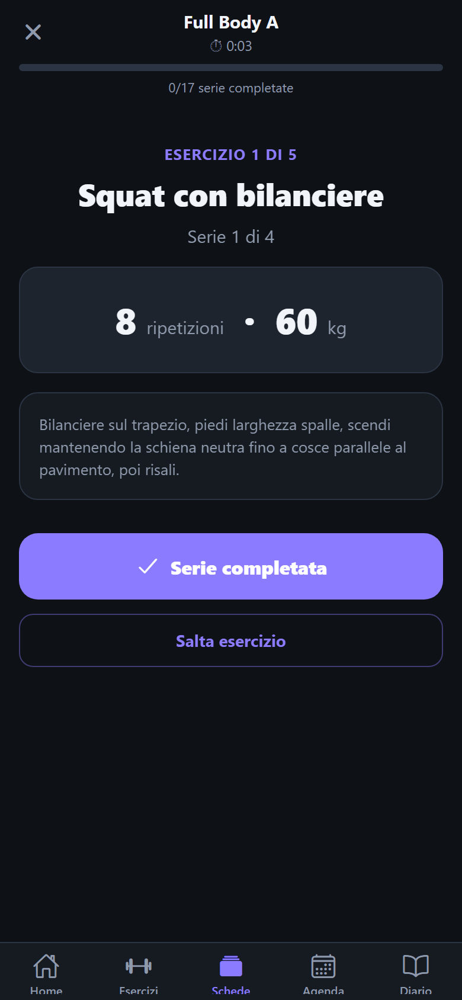 Full Body A
⏱ 0:03
0/17 serie completate
ESERCIZIO 1 DI 5
Squat con bilanciere
Serie 1 di 4
8 ripetizioni • 60 kg
Bilanciere sul trapezio, piedi larghezza spalle, scendi
mantenendo la schiena neutra fino a cosce parallele al
pavimento, poi risali.
Serie completata
Salta esercizio
Home Esercizi Schede Agenda Diario